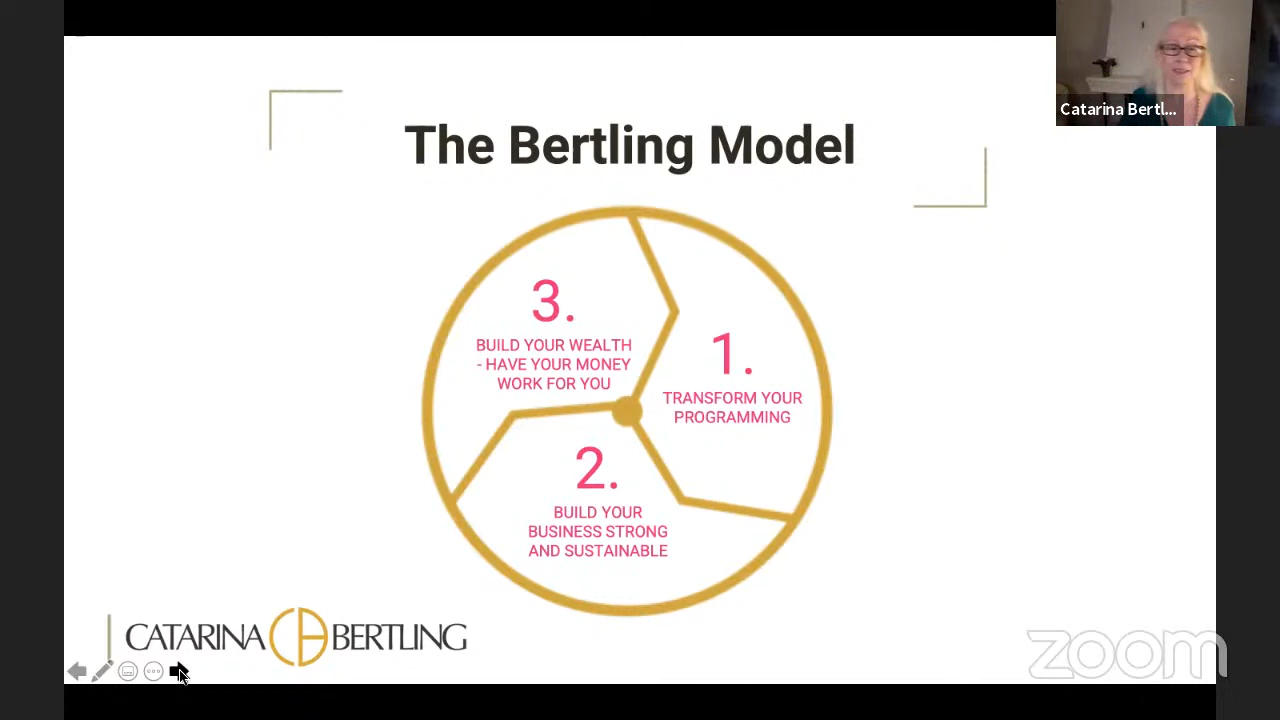 Catarina Bertl...
The Bertling Model
3.
BUILD YOUR WEALTH
- HAVE YOUR MONEY
WORK FOR YOU
1.
TRANSFORM YOUR
PROGRAMMING
2.
BUILD YOUR
BUSINESS STRONG
AND SUSTAINABLE
CATARINA CB BERTLING
zoom